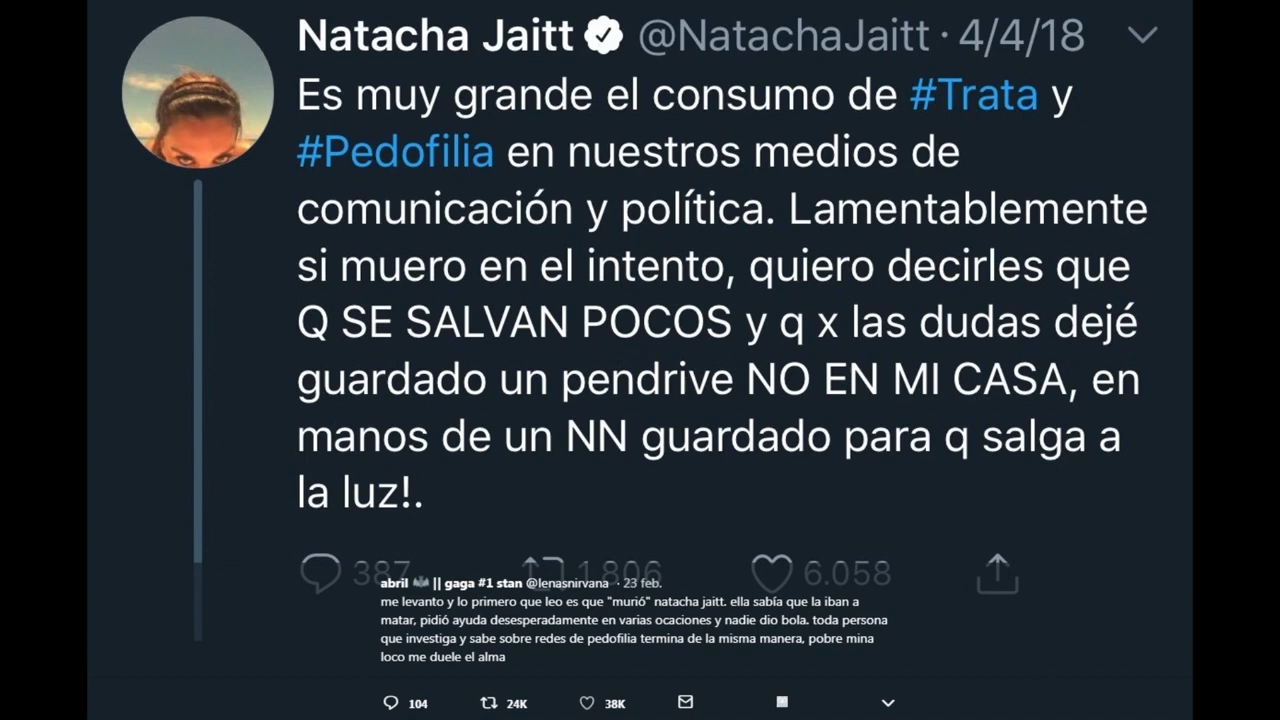 Natacha Jaitt @NatachaJaitt · 4/4/18
Es muy grande el consumo de #Trata y
#Pedofilia en nuestros medios de
comunicación y política. Lamentablemente
si muero en el intento, quiero decirles que
Q SE SALVAN POCOS y q x las dudas dejé
guardado un pendrive NO EN MI CASA, en
manos de un NN guardado para q salga a
la luz!.
387 1.806 6.058
abril || gaga #1 stan @lenasnirvana · 23 feb.
me levanto y lo primero que leo es que "murió" natacha jaitt. ella sabía que la iban a
matar, pidió ayuda desesperadamente en varias ocaciones y nadie dio bola. toda persona
que investiga y sabe sobre redes de pedofilia termina de la misma manera, pobre mina
loco me duele el alma
104 24K 38K